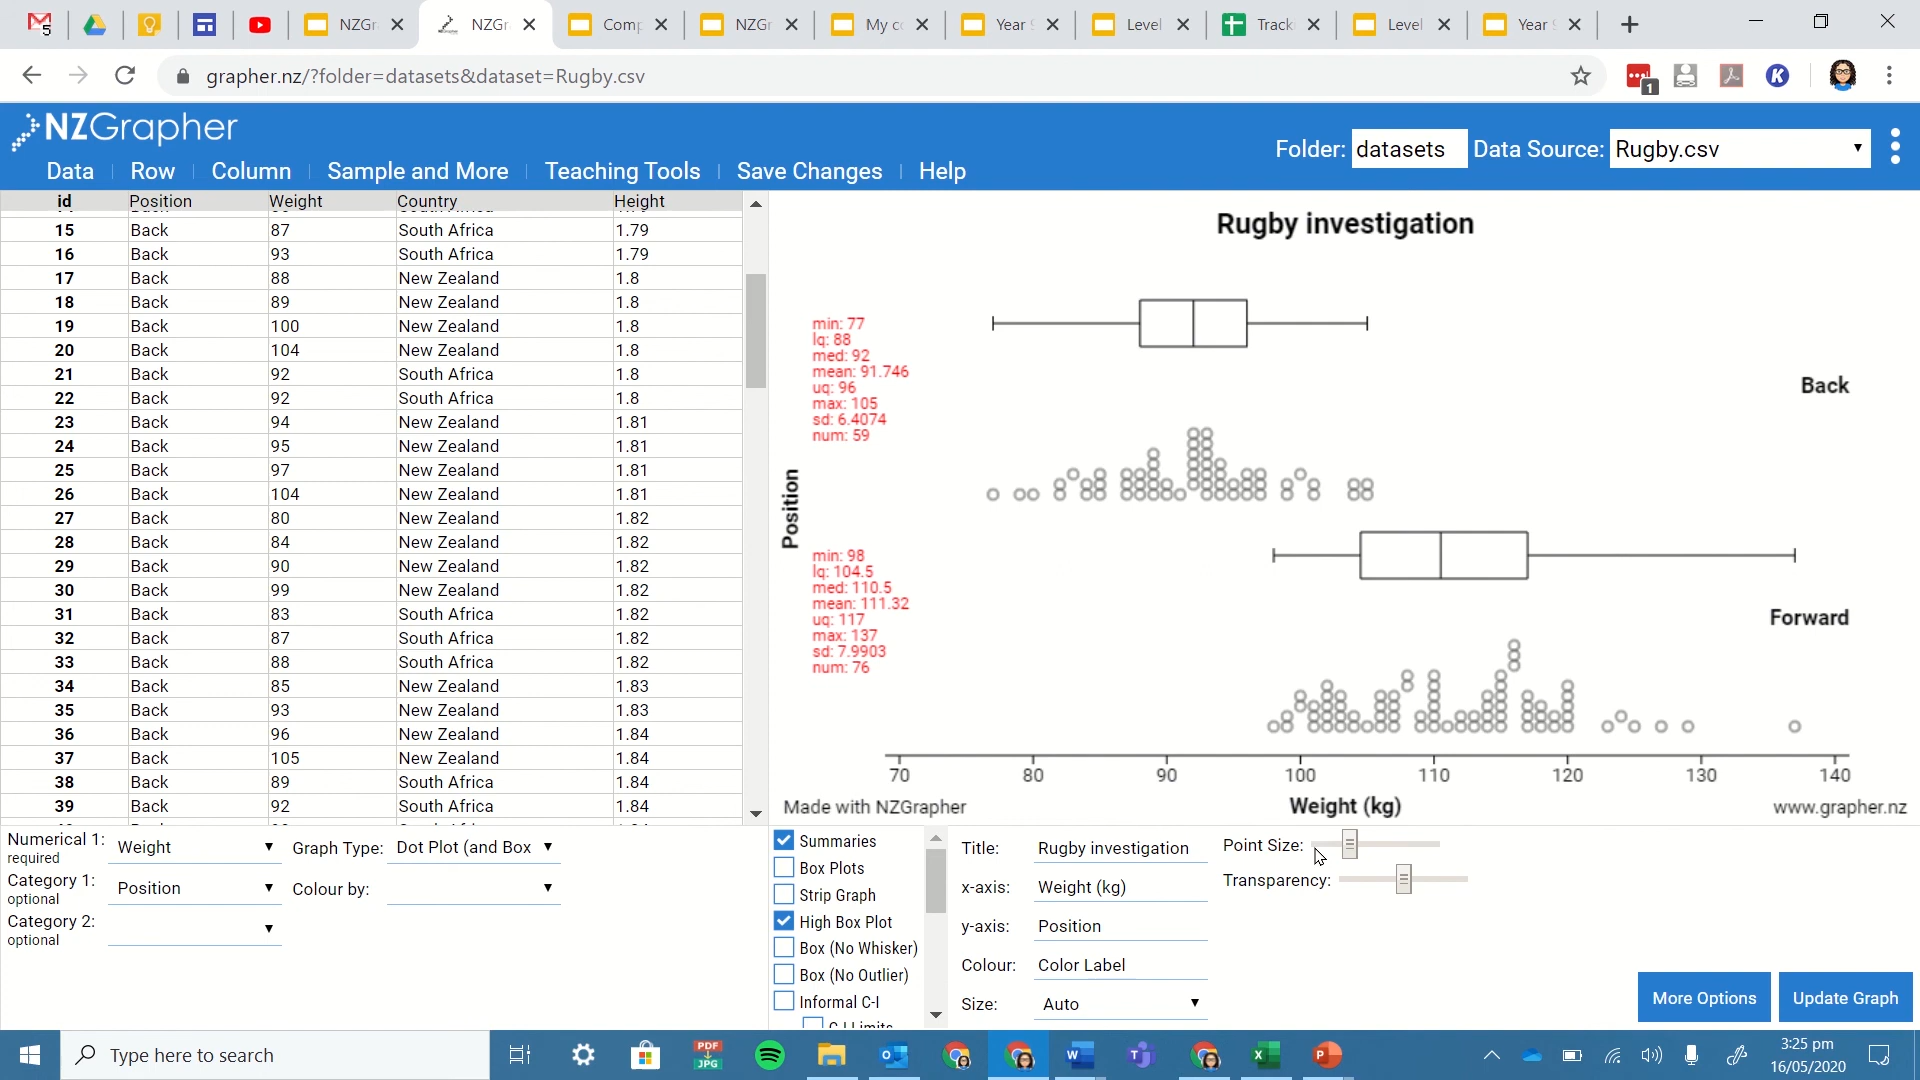 NZGr
NZGr
Comp
NZGr
My co
Year
Level
Track
Level
Year
grapher.nz/?folder=datasets&dataset=Rugby.csv
1
NZGrapher
Folder: datasets Data Source: Rugby.csv
Data Row Column Sample and More Teaching Tools Save Changes Help
id Position Weight Country Height
15 Back 87 South Africa 1.79
16 Back 93 South Africa 1.79
17 Back 88 New Zealand 1.8
18 Back 89 New Zealand 1.8
19 Back 100 New Zealand 1.8
20 Back 104 New Zealand 1.8
21 Back 92 South Africa 1.8
22 Back 92 South Africa 1.8
23 Back 94 New Zealand 1.81
24 Back 95 New Zealand 1.81
25 Back 97 New Zealand 1.81
26 Back 104 New Zealand 1.81
27 Back 80 New Zealand 1.82
28 Back 84 New Zealand 1.82
29 Back 90 New Zealand 1.82
30 Back 99 New Zealand 1.82
31 Back 83 South Africa 1.82
32 Back 87 South Africa 1.82
33 Back 88 South Africa 1.82
34 Back 85 New Zealand 1.83
35 Back 93 New Zealand 1.83
36 Back 96 New Zealand 1.84
37 Back 105 New Zealand 1.84
38 Back 89 South Africa 1.84
39 Back 92 South Africa 1.84
Rugby investigation
min: 77
lq: 88
med: 92
mean: 91.746
uq: 96
max: 105
sd: 6.4074
num: 59
Back
Position
min: 98
lq: 104.5
med: 110.5
mean: 111.32
uq: 117
max: 137
sd: 7.9903
num: 76
Forward
70 80 90 100 110 120 130 140
Made with NZGrapher
Weight (kg)
www.grapher.nz
Numerical 1: Weight
required
Category 1: Position
optional
Category 2:
optional
Graph Type: Dot Plot (and Box
Colour by:
Summaries
Box Plots
Strip Graph
High Box Plot
Box (No Whisker)
Box (No Outlier)
Informal C-I
C-I Limits
Title: Rugby investigation
x-axis: Weight (kg)
y-axis: Position
Colour: Color Label
Size: Auto
Point Size:
Transparency:
More Options
Update Graph
Type here to search
PDF
JPG
3:25 pm
16/05/2020